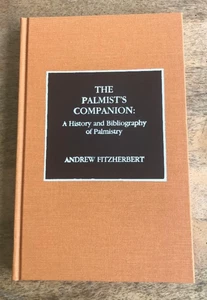 THE
PALMIST'S
COMPANION:
A History and Bibliography
of Palmistry
ANDREW FITZHERBERT